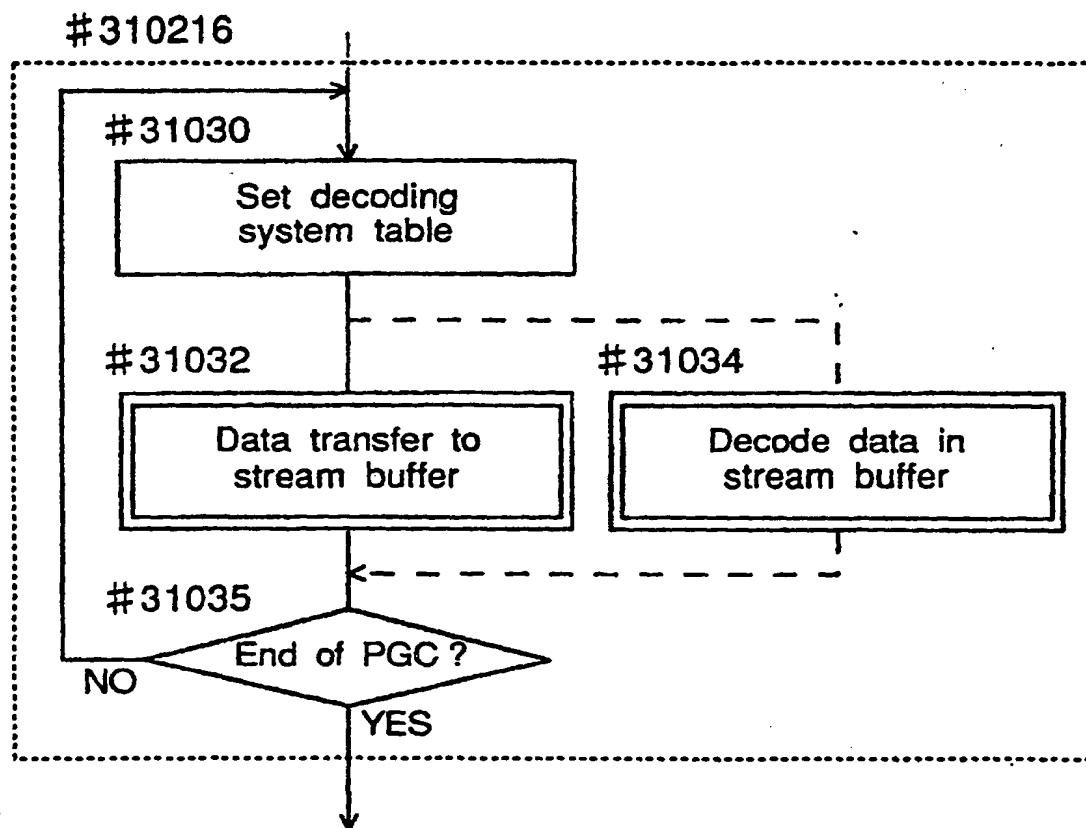 #310216
#31030
Set decoding
system table
#31032
#31034
Data transfer to
stream buffer
Decode data in
stream buffer
#31035
End of PGC?
NO
YES